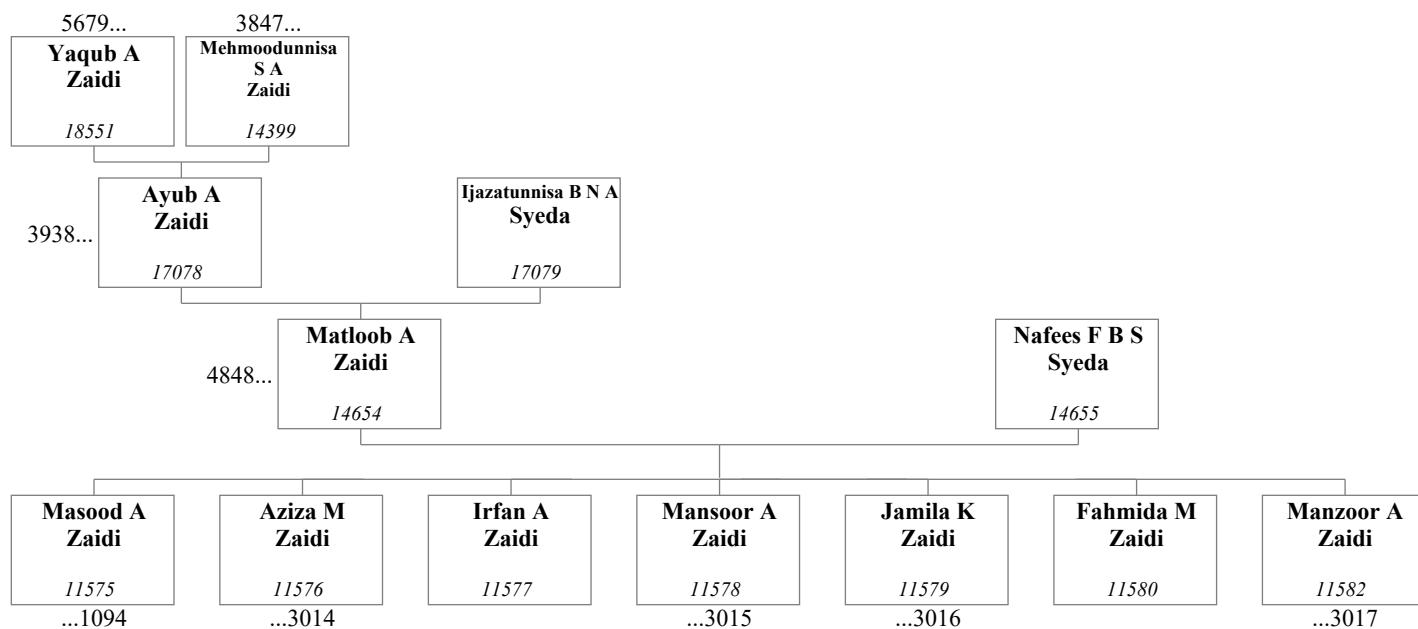 5679...
3847...
Yaqub A
Zaidi
18551
Mehmoodunnisa
S A
Zaidi
14399
3938...
Ayub A
Zaidi
17078
Ijazatunnisa B N A
Syeda
17079
4848...
Matloob A
Zaidi
14654
Nafees F B S
Syeda
14655
Masood A
Zaidi
11575
...1094
Aziza M
Zaidi
11576
...3014
Irfan A
Zaidi
11577
Mansoor A
Zaidi
11578
...3015
Jamila K
Zaidi
11579
...3016
Fahmida M
Zaidi
11580
Manzoor A
Zaidi
11582
...3017